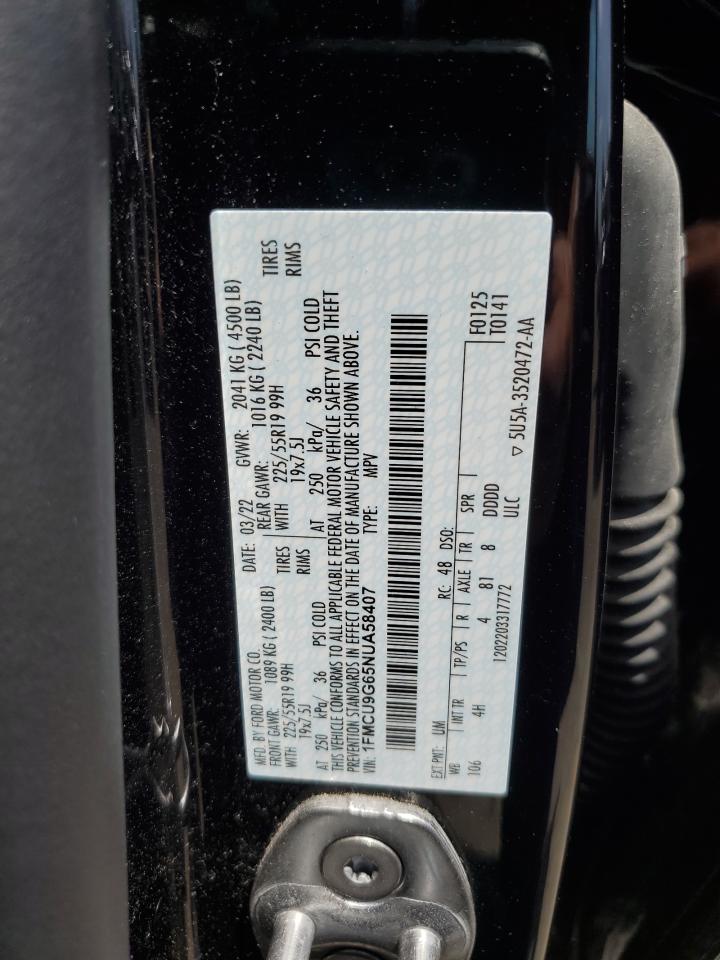 MFD. BY FORD MOTOR CO. DATE: 03/22 GVWR: 2041 KG ( 4500 LB)
FRONT GAWR: 1089 KG ( 2400 LB) REAR GAWR: 1016 KG ( 2240 LB)
WITH 225/55R19 99H TIRES WITH 225/55R19 99H TIRES
19x7.5J RIMS 19x7.5J RIMS
AT 250 kPa/ 36 PSI COLD AT 250 kPa/ 36 PSI COLD
THIS VEHICLE CONFORMS TO ALL APPLICABLE FEDERAL MOTOR VEHICLE SAFETY AND THEFT
PREVENTION STANDARDS IN EFFECT ON THE DATE OF MANUFACTURE SHOWN ABOVE.
VIN: 1FMCU9G65NUA58407 TYPE: MPV
EXT PNT: UM RC: 48 DSO: F0125
WB INT TR TP/PS R AXLE TR SPR T0141
106 4H 4 81 8 DDDD
1202203317772 ULC ▽ 5U5A-3520472-AA